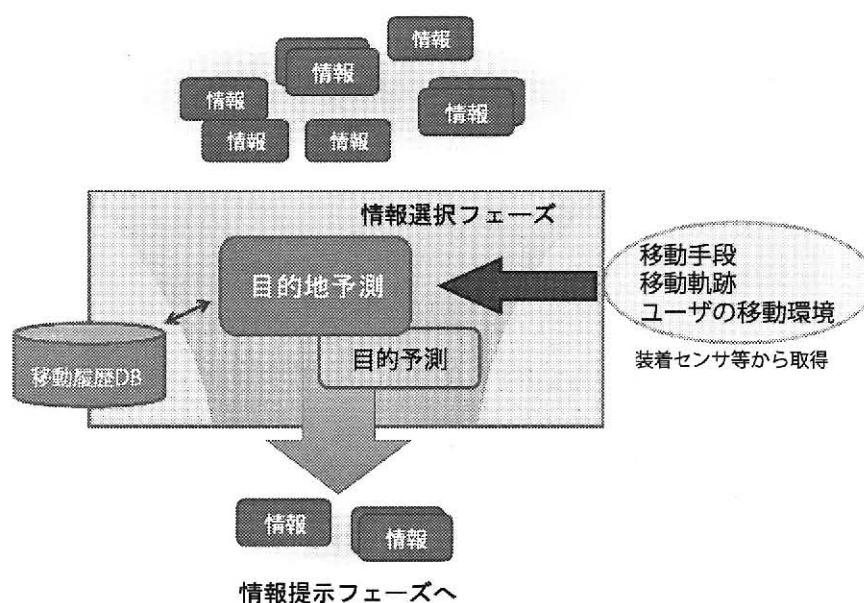 情報
情報
情報
情報
情報
情報
情報選択フェーズ
目的地予測
移動手段
移動軌跡
ユーザの移動環境
目的予測
装着センサ等から取得
移動履歴DB
情報
情報
情報提示フェーズへ